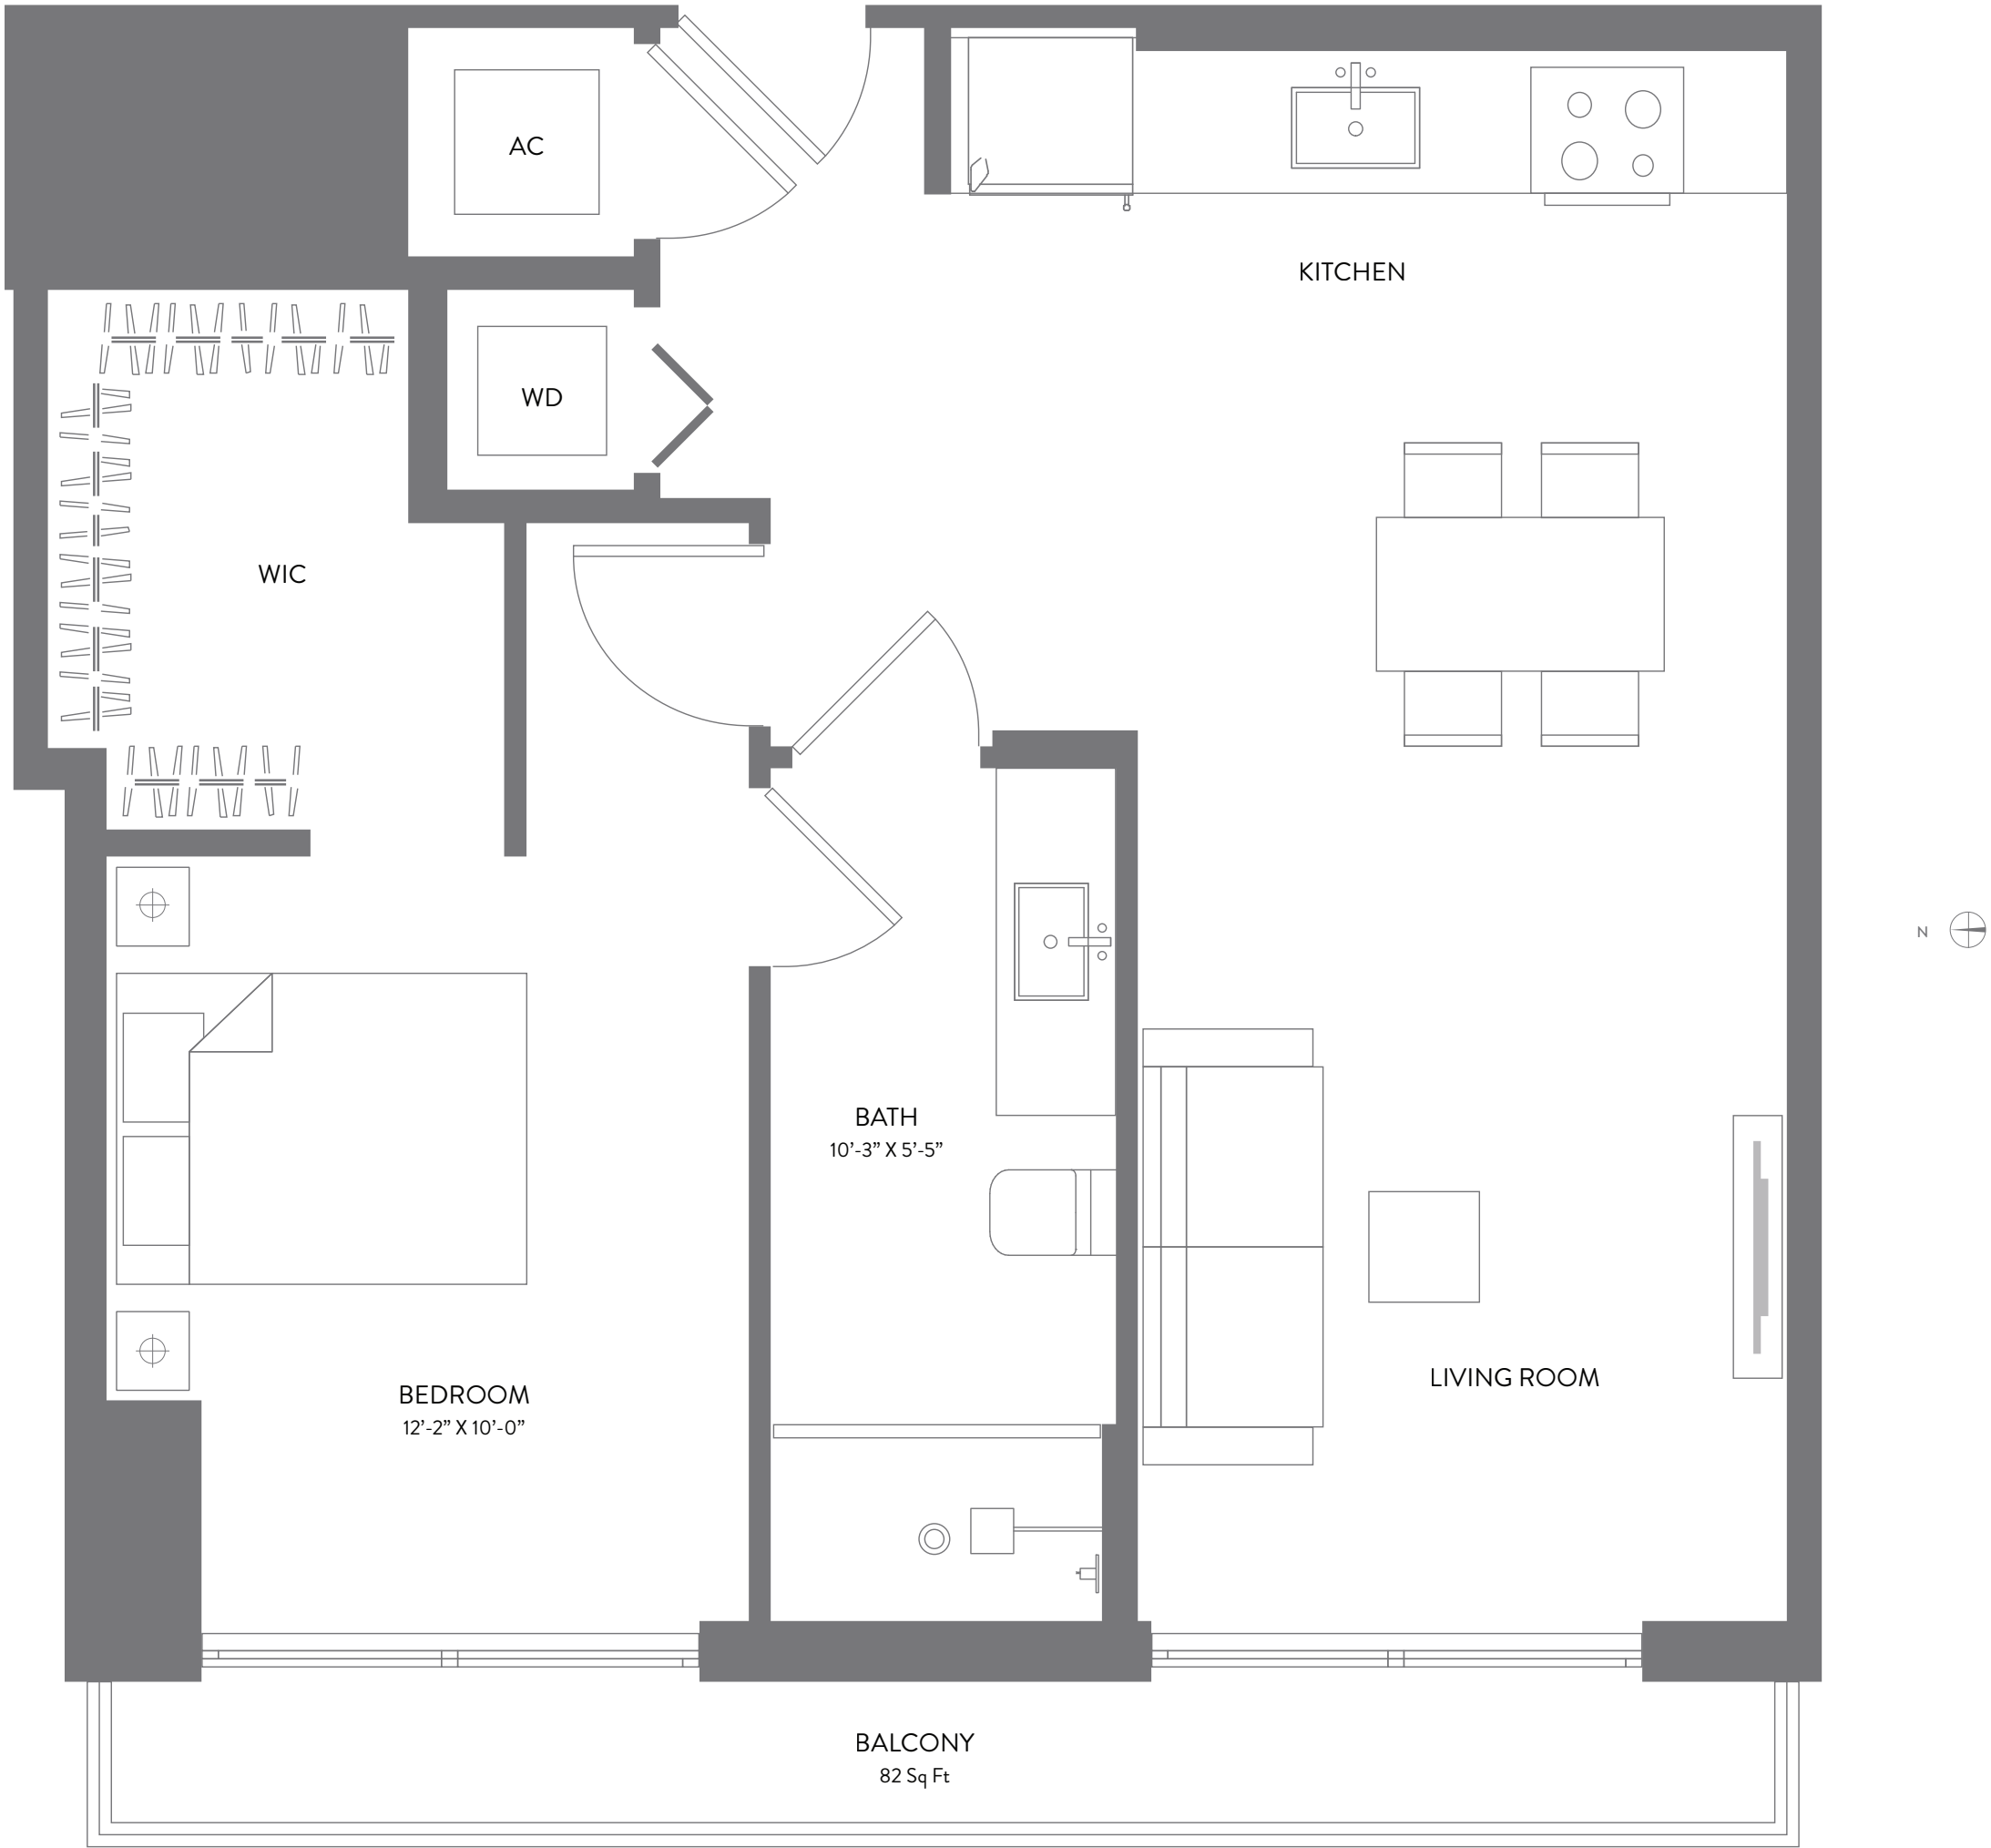 AC
KITCHEN
WD
WIC
N
BATH
10’-3” X 5’-5”
LIVING ROOM
BEDROOM
12’-2” X 10’-0”
BALCONY
82 Sq Ft